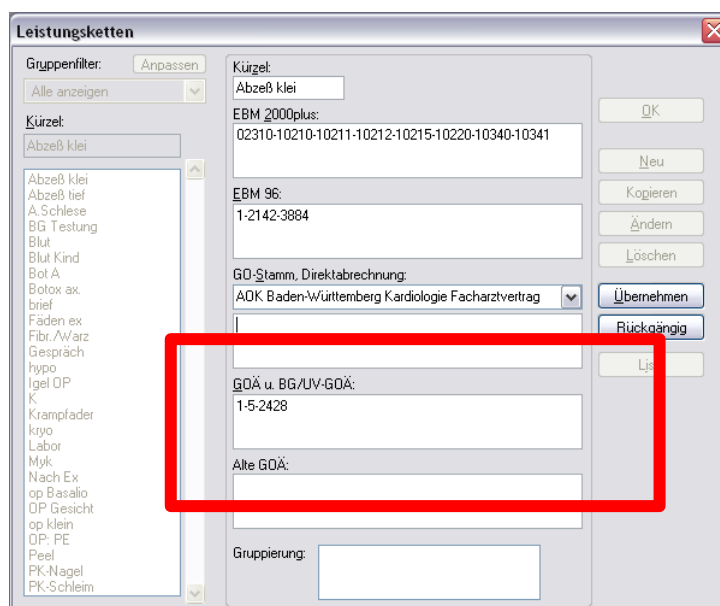 Leistungsketten
Gruppenfilter:
Anpassen
Alle anzeigen
Kürzel:
Abzeß klei
Abzeß klei
Abzeß tief
A.Schlese
BG Testung
Blut
Blut Kind
Bot A
Botox ax.
brief
Fäden ex
Fibr./Warz
Gespräch
hypo
Igel OP
K
Krampfader
kryo
Labor
Myk
Nach Ex
op Basalio
OP Gesicht
op klein
OP: PE
Peel
PK-Nagel
PK-Schleim
Kürzel:
Abzeß klei
EBM 2000plus:
02310-10210-10211-10212-10215-10220-10340-10341
EBM 96:
1-2142-3884
GO-Stamm, Direktabrechnung:
AOK Baden-Württemberg Kardiologie Facharztvertrag
GOÄ u. BG/UV-GOÄ:
1-5-2428
Alte GOÄ:
Gruppierung:
OK
Neu
Kopieren
Ändern
Löschen
Übernehmen
Rückgängig